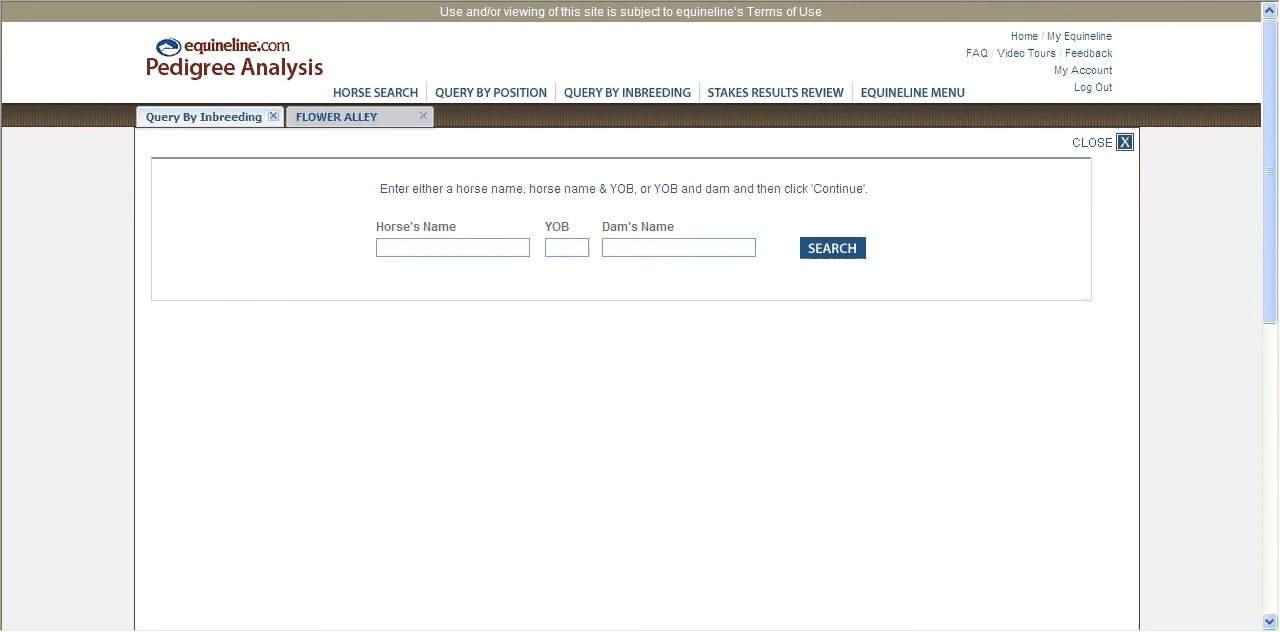 Use and/or viewing of this site is subject to equineline's Terms of Use
equineline.com
Pedigree Analysis
Home / My Equineline
FAQ / Video Tours / Feedback
My Account
Log Out
HORSE SEARCH QUERY BY POSITION QUERY BY INBREEDING STAKES RESULTS REVIEW EQUINELINE MENU
Query By Inbreeding X FLOWER ALLEY X
CLOSE X
Enter either a horse name, horse name & YOB, or YOB and dam and then click 'Continue'.
Horse's Name YOB Dam's Name
SEARCH